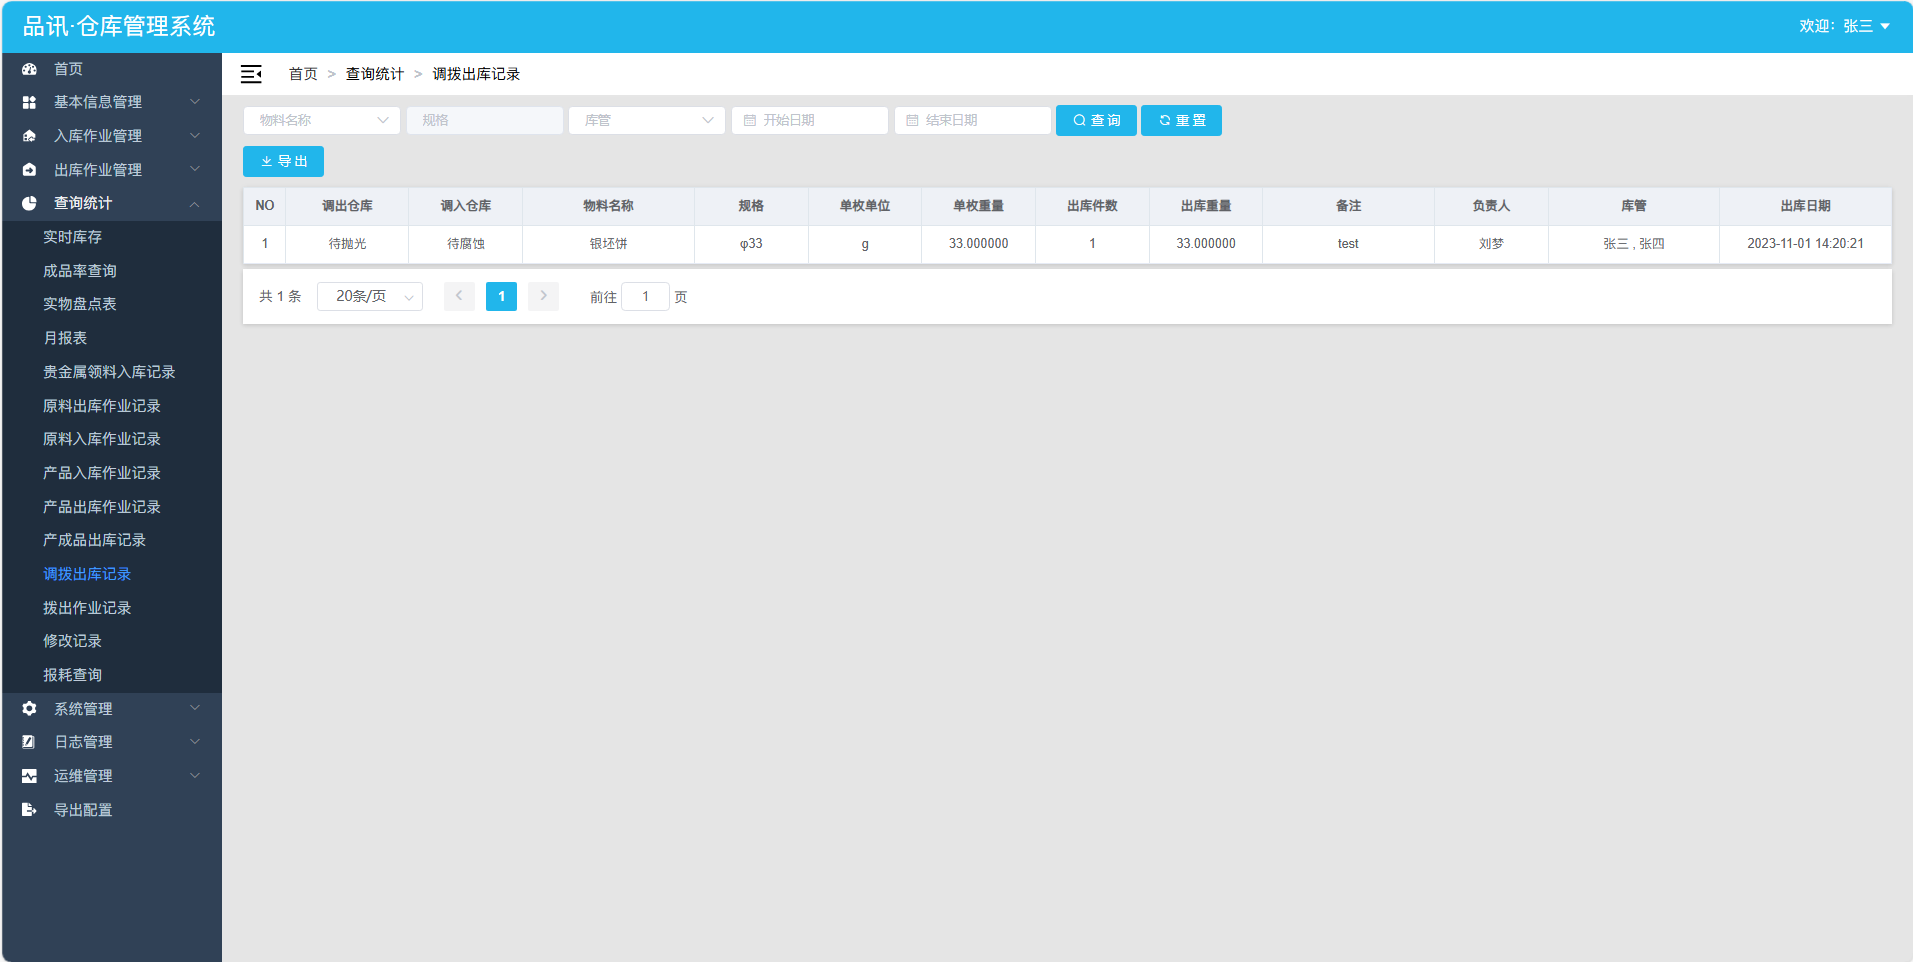 品讯·仓库管理系统
欢迎：张三
首页
基本信息管理
入库作业管理
出库作业管理
查询统计
实时库存
成品率查询
实物盘点表
月报表
贵金属领料入库记录
原料出库作业记录
原料入库作业记录
产品入库作业记录
产品出库作业记录
产成品出库记录
调拨出库记录
拨出作业记录
修改记录
报耗查询
系统管理
日志管理
运维管理
导出配置
首页 > 查询统计 > 调拨出库记录
物料名称 规格 库管 开始日期 结束日期 查询 重置
导出
NO 调出仓库 调入仓库 物料名称 规格 单枚单位 单枚重量 出库件数 出库重量 备注 负责人 库管 出库日期
1 待抛光 待腐蚀 银坯饼 φ33 g 33.000000 1 33.000000 test 刘梦 张三 , 张四 2023-11-01 14:20:21
共 1 条 20条/页 < 1 > 前往 1 页